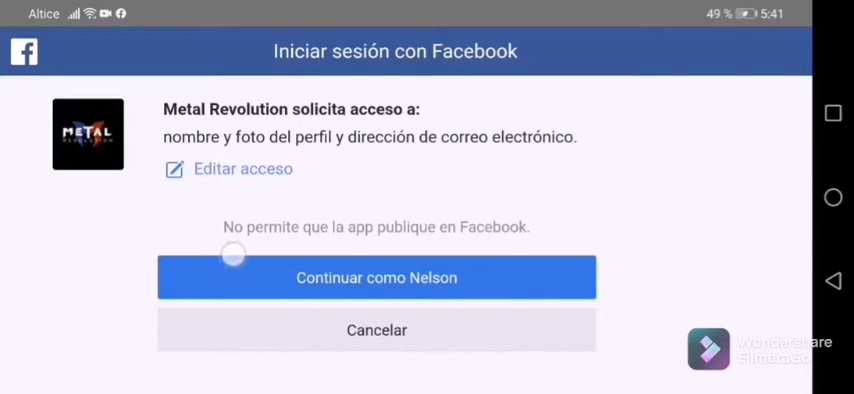 Altice 49 % 5:41
Iniciar sesión con Facebook
Metal Revolution solicita acceso a:
nombre y foto del perfil y dirección de correo electrónico.
METAL
REVOLUTION
Editar acceso
No permite que la app publique en Facebook.
Continuar como Nelson
Cancelar
Wondershare
FilmoraGo